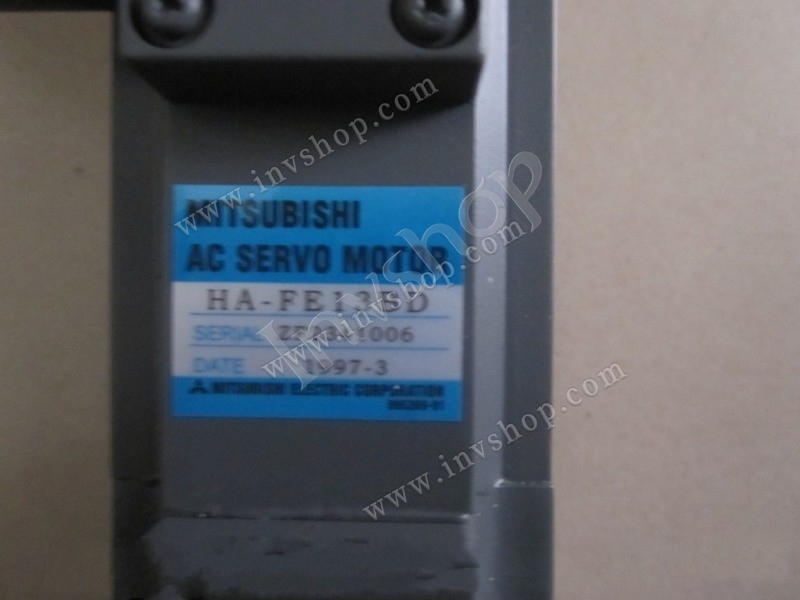 MITSUBISHI
AC SERVO MOTOR
HA-FE13BD
SERIAL
DATE 1997-3
MITSUBISHI ELECTRIC CORPORATION
www.invshop.com
invshop
www.invshop.com
www.invshop.com